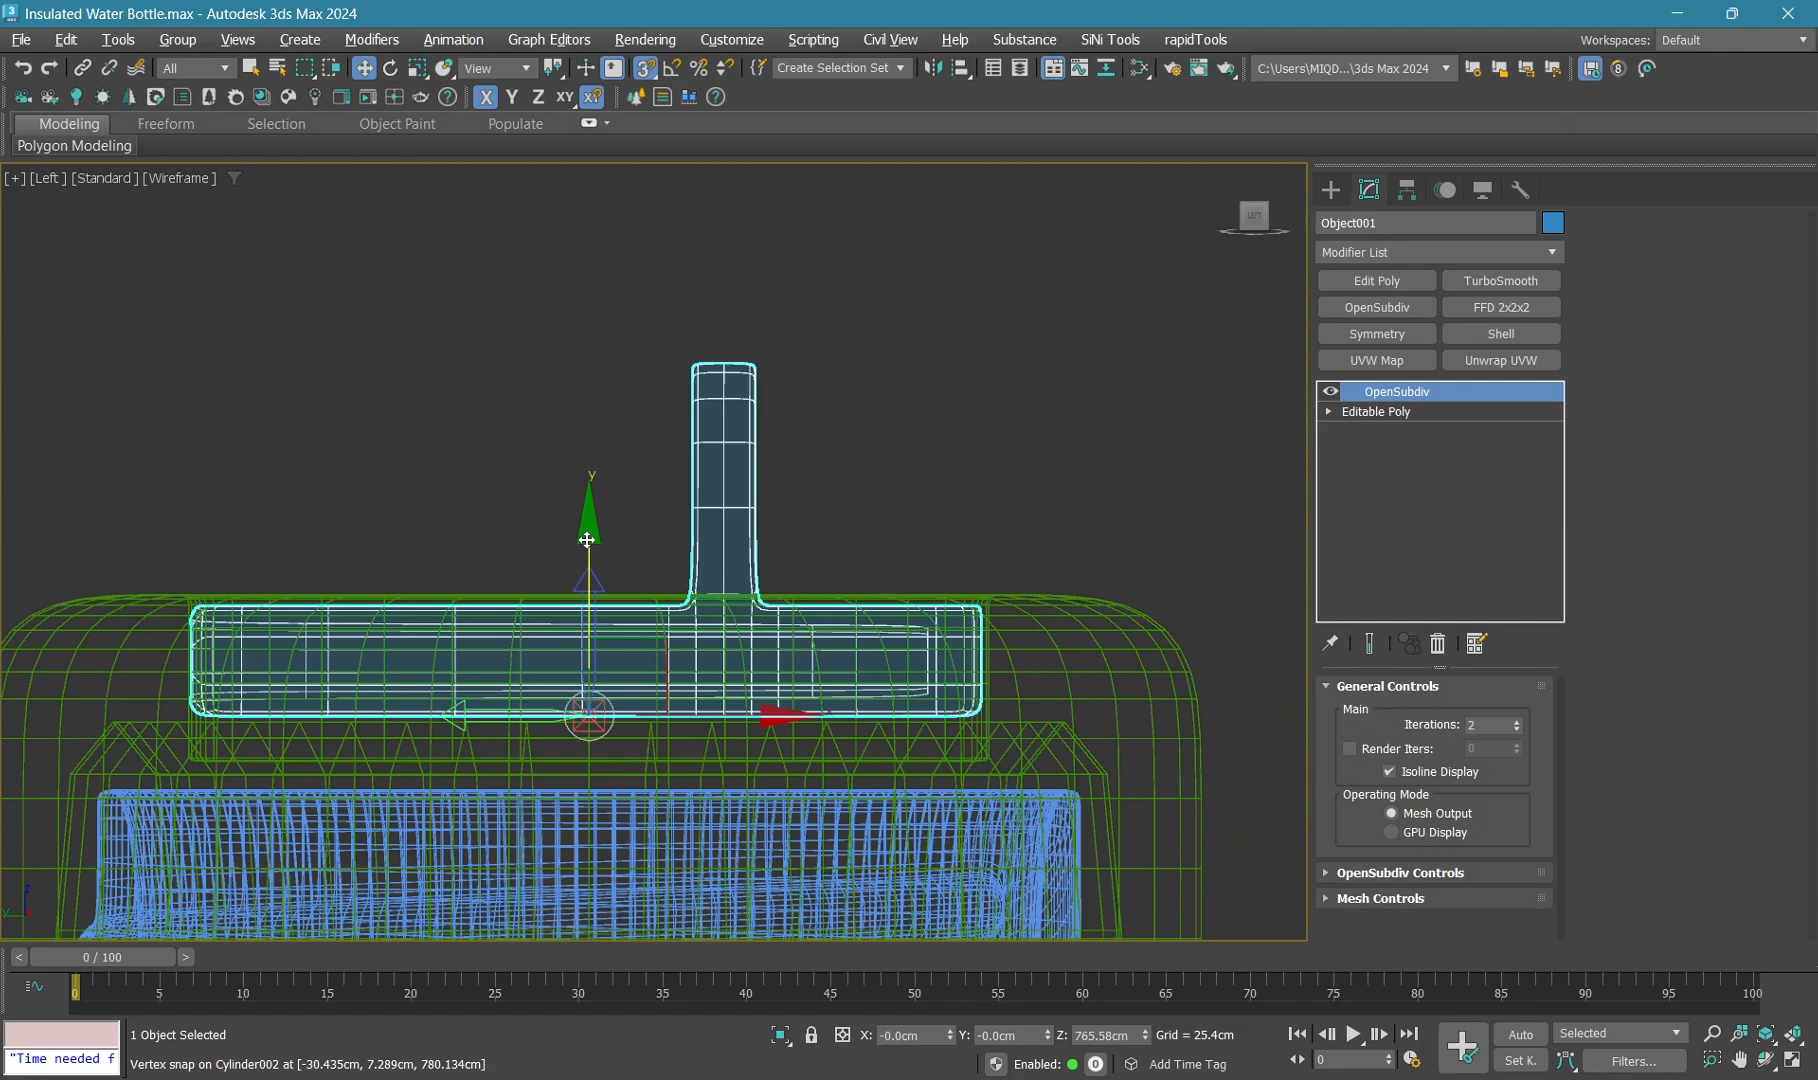 3 Insulated Water Bottle.max - Autodesk 3ds Max 2024
MAX
File Edit Tools Group Views Create Modifiers Animation Graph Editors Rendering Customize Scripting Civil View Help Substance SiNi Tools rapidTools Workspaces: Default
All View Create Selection Set C:\Users\MIQD...\3ds Max 2024
X Y Z XY
Modeling Freeform Selection Object Paint Populate
Polygon Modeling
[+] [Left ] [Standard ] [Wireframe ]
LEFT
Object001
Modifier List
Edit Poly TurboSmooth
OpenSubdiv FFD 2x2x2
Symmetry Shell
UVW Map Unwrap UVW
OpenSubdiv
Editable Poly
y
General Controls
Main
Iterations: 2
Render Iters: 0
Isoline Display
Operating Mode
Mesh Output
GPU Display
OpenSubdiv Controls
Mesh Controls
z
y
< 0 / 100 >
0 5 10 15 20 25 30 35 40 45 50 55 60 65 70 75 80 85 90 95 100
1 Object Selected X: -0.0cm Y: -0.0cm Z: 765.58cm Grid = 25.4cm Auto Selected
"Time needed f Vertex snap on Cylinder002 at [-30.435cm, 7.289cm, 780.134cm] Enabled: 0 Add Time Tag 0 Set K. Filters...